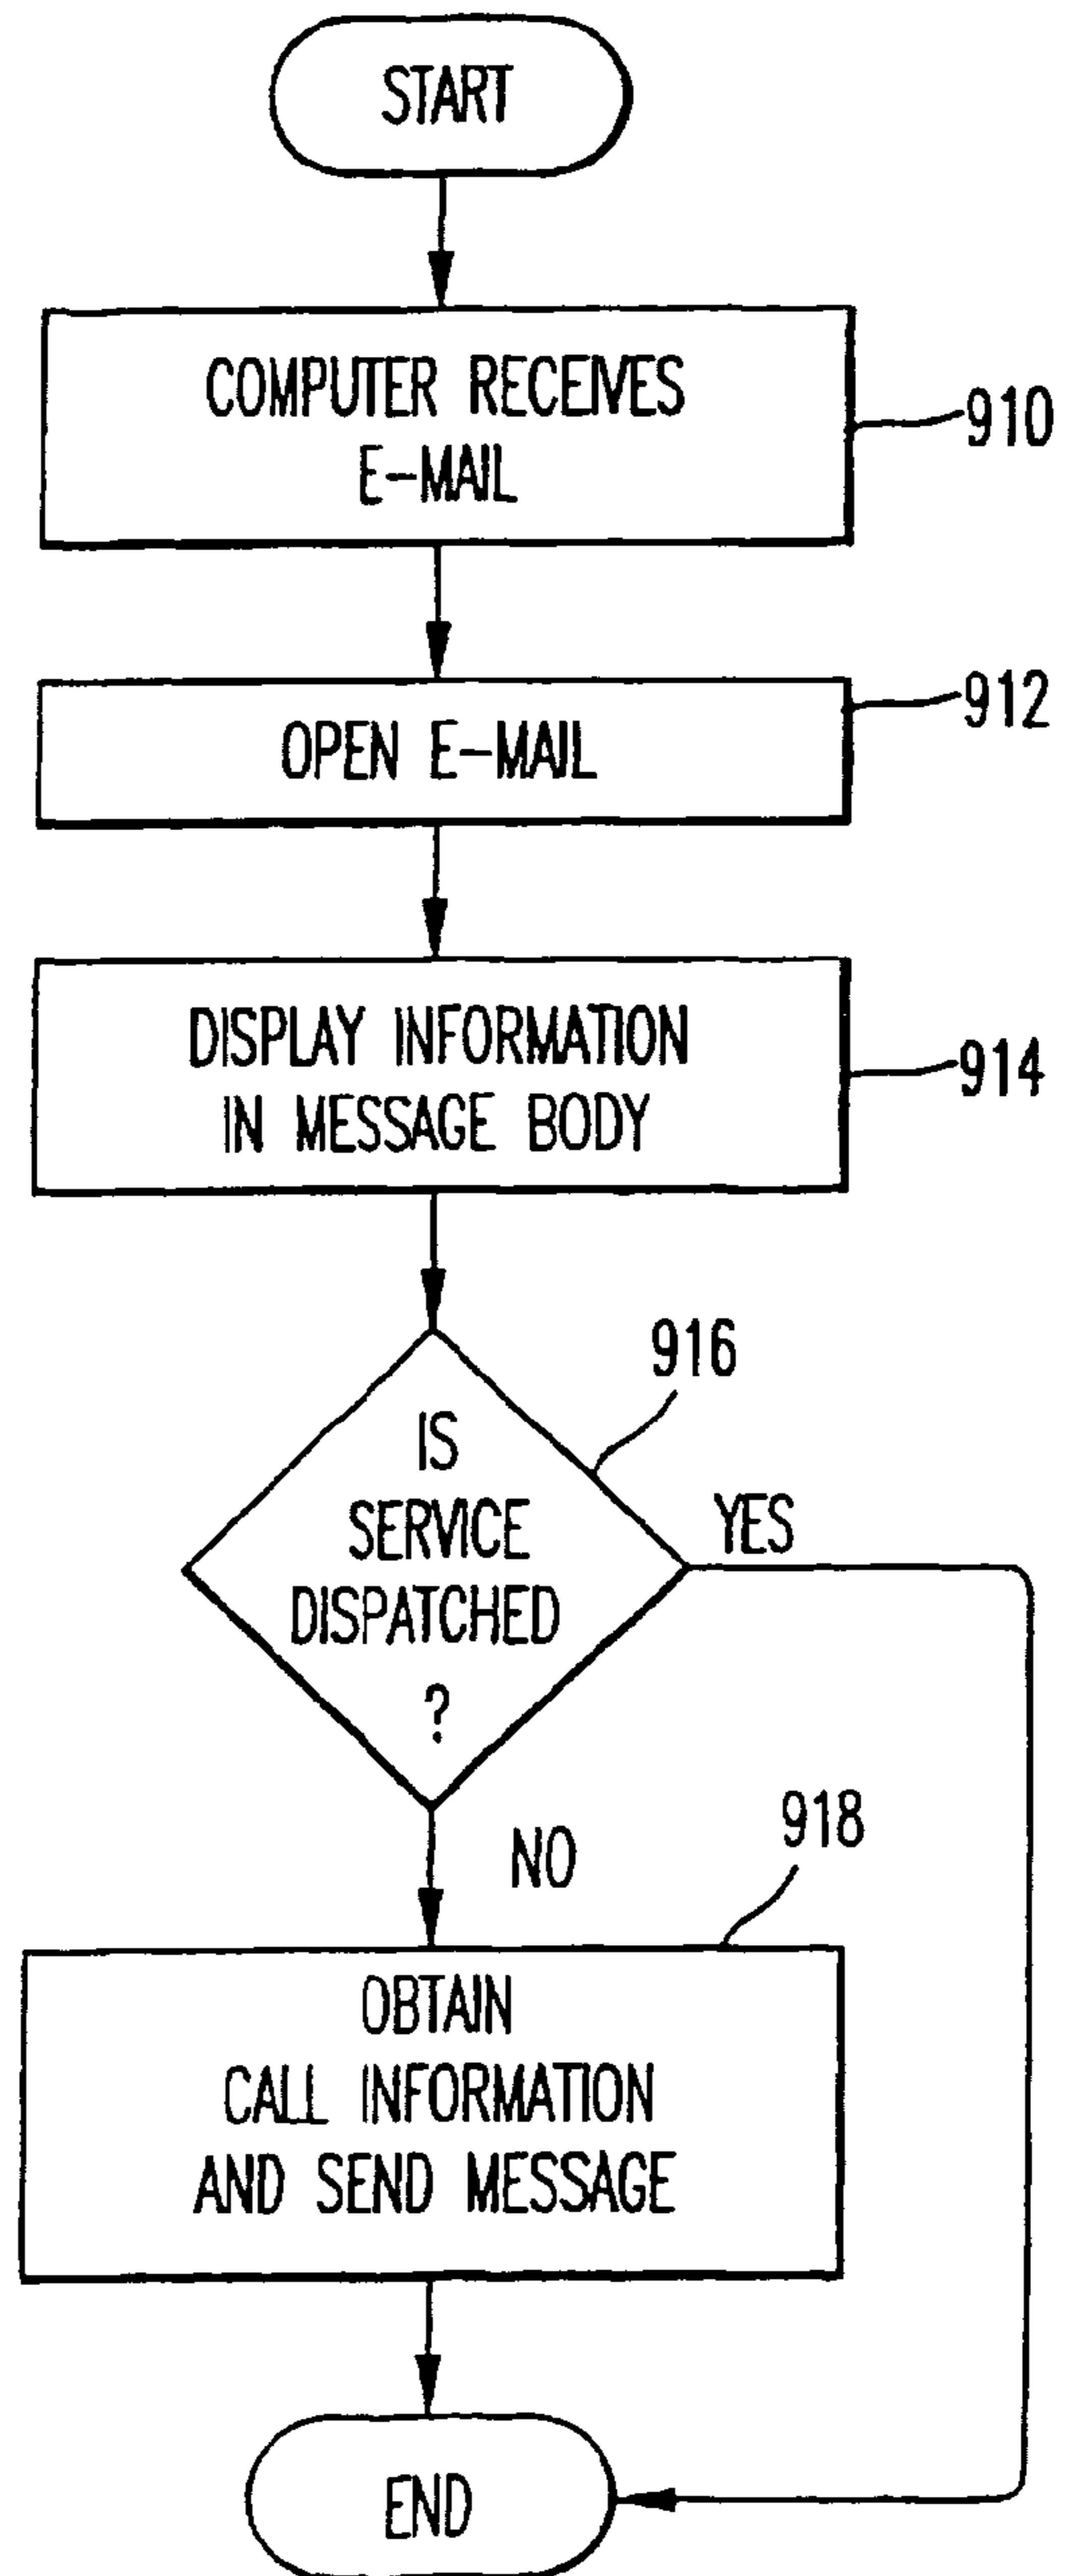 START
COMPUTER RECEIVES
E-MAIL
910
OPEN E-MAIL
912
DISPLAY INFORMATION
IN MESSAGE BODY
914
916
IS
SERVICE
DISPATCHED
?
YES
NO
918
OBTAIN
CALL INFORMATION
AND SEND MESSAGE
END